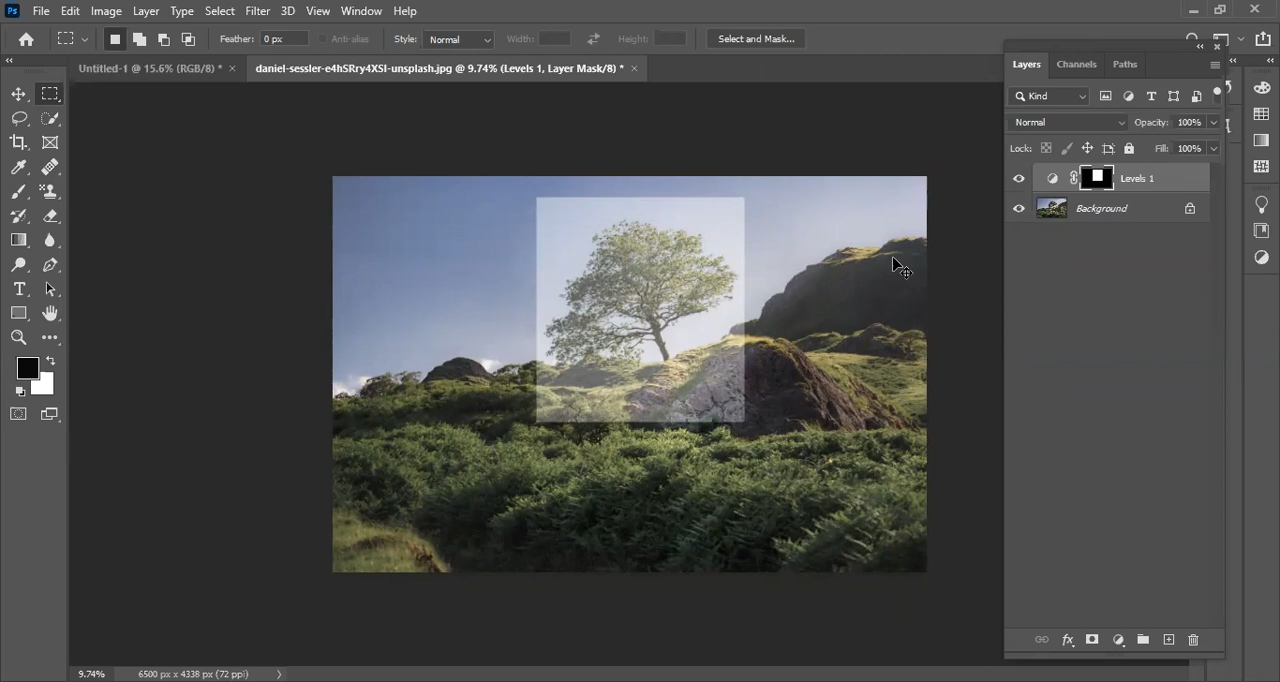 Ps File Edit Image Layer Type Select Filter 3D View Window Help
Feather: 0 px Anti-alias Style: Normal Width: Height: Select and Mask...
Untitled-1 @ 15.6% (RGB/8) * × daniel-sessler-e4hSRry4XSI-unsplash.jpg @ 9.74% (Levels 1, Layer Mask/8) * ×
Layers Channels Paths
Kind
Normal Opacity: 100%
Lock: Fill: 100%
Levels 1
Background
9.74% 6500 px x 4338 px (72 ppi)